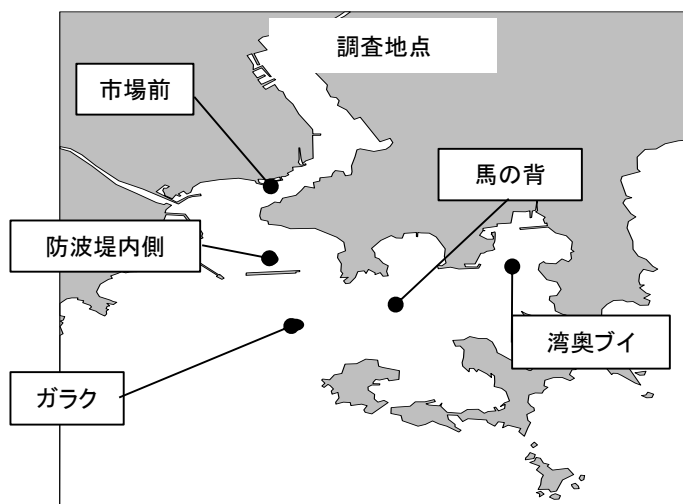 調査地点
市場前
馬の背
防波堤内側
湾奥ブイ
ガラク